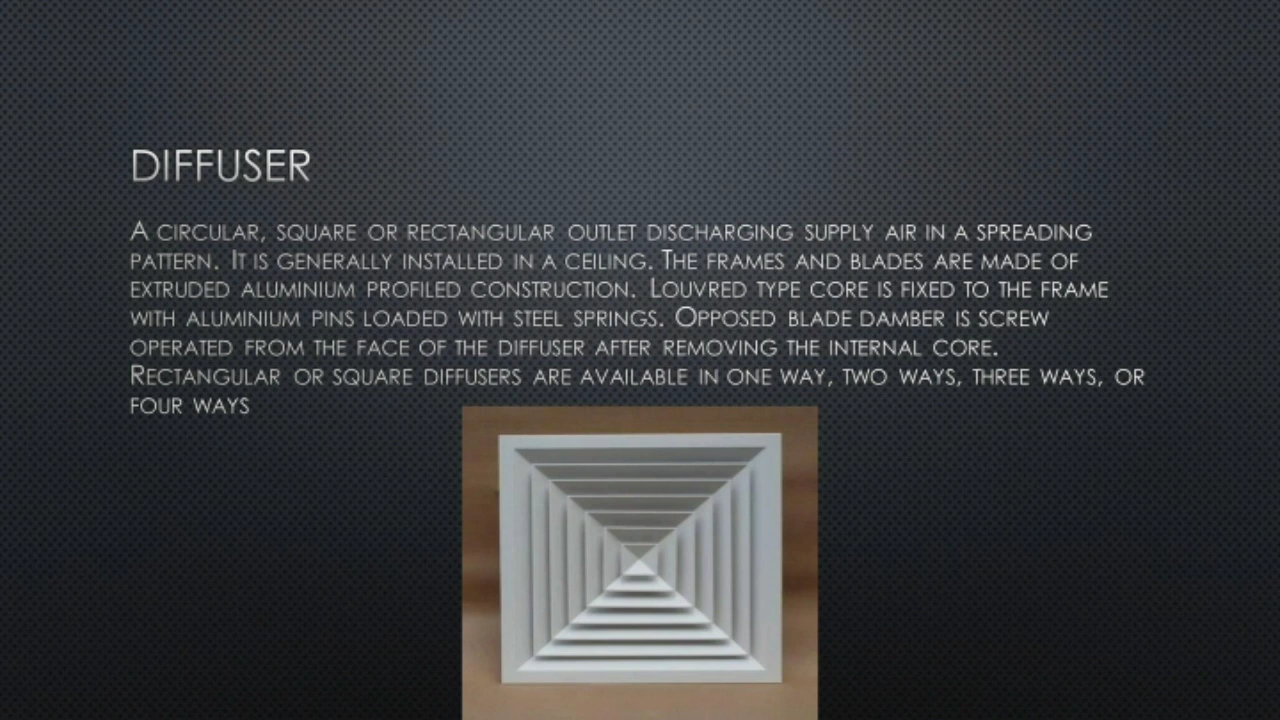 DIFFUSER
A CIRCULAR, SQUARE OR RECTANGULAR OUTLET DISCHARGING SUPPLY AIR IN A SPREADING
PATTERN. IT IS GENERALLY INSTALLED IN A CEILING. THE FRAMES AND BLADES ARE MADE OF
EXTRUDED ALUMINIUM PROFILED CONSTRUCTION. LOUVRED TYPE CORE IS FIXED TO THE FRAME
WITH ALUMINIUM PINS LOADED WITH STEEL SPRINGS. OPPOSED BLADE DAMBER IS SCREW
OPERATED FROM THE FACE OF THE DIFFUSER AFTER REMOVING THE INTERNAL CORE.
RECTANGULAR OR SQUARE DIFFUSERS ARE AVAILABLE IN ONE WAY, TWO WAYS, THREE WAYS, OR
FOUR WAYS